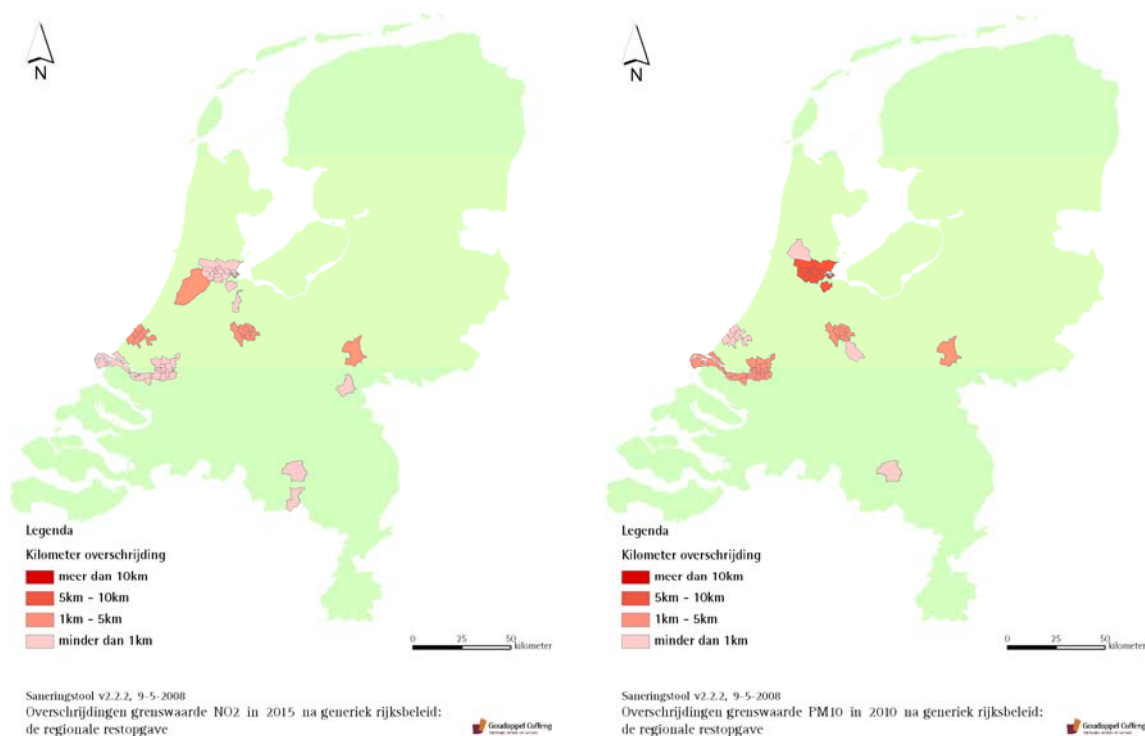 N
Legenda
Kilometer overschrijding
meer dan 10km
5km - 10km
1km - 5km
minder dan 1km
0 25 50
kilometer
Saneringstool v2.2.2, 9-5-2008
Overschrijdingen grenswaarde NO2 in 2015 na generiek rijksbeleid:
de regionale restopgave
Goudappel Coffeng
N
Legenda
Kilometer overschrijding
meer dan 10km
5km - 10km
1km - 5km
minder dan 1km
0 25 50
kilometer
Saneringstool v2.2.2, 9-5-2008
Overschrijdingen grenswaarde PM10 in 2010 na generiek rijksbeleid:
de regionale restopgave
Goudappel Coffeng